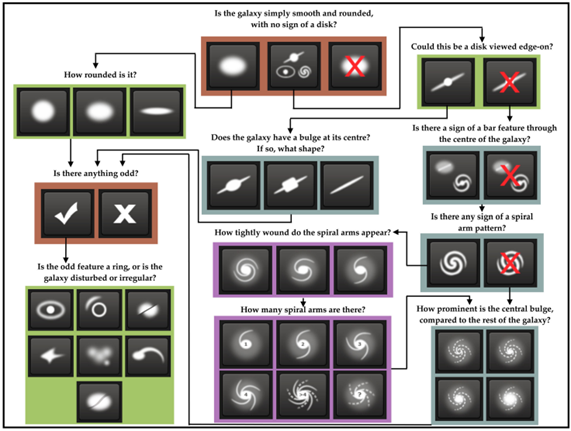 Is the galaxy simply smooth and rounded,
with no sign of a disk?
Could this be a disk viewed edge-on?
How rounded is it?
Does the galaxy have a bulge at its centre?
If so, what shape?
Is there a sign of a bar feature through
the centre of the galaxy?
Is there anything odd?
Is there any sign of a spiral
arm pattern?
How tightly wound do the spiral arms appear?
Is the odd feature a ring, or is the
galaxy disturbed or irregular?
How many spiral arms are there?
How prominent is the central bulge,
compared to the rest of the galaxy?
1
2
3
4
?